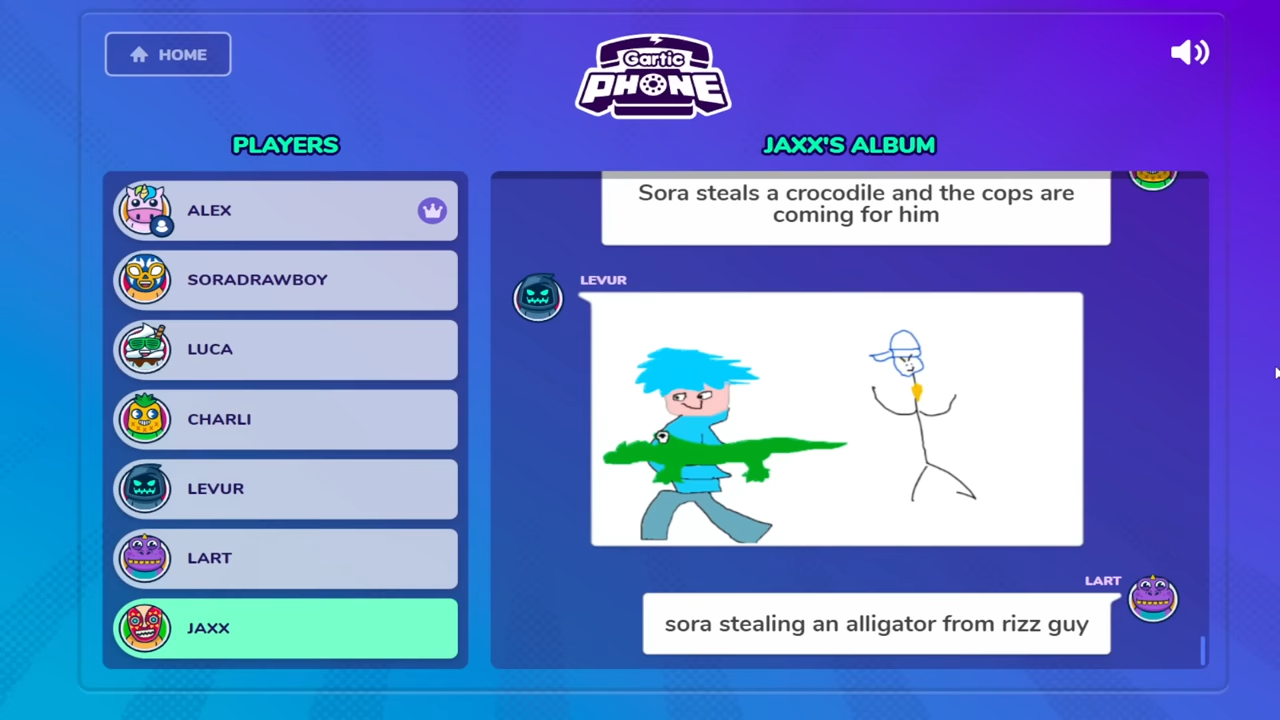 HOME
Gartic
PHONE
PLAYERS
ALEX
SORADRAWBOY
LUCA
CHARLI
LEVUR
LART
JAXX
JAXX'S ALBUM
Sora steals a crocodile and the cops are
coming for him
LEVUR
LART
sora stealing an alligator from rizz guy